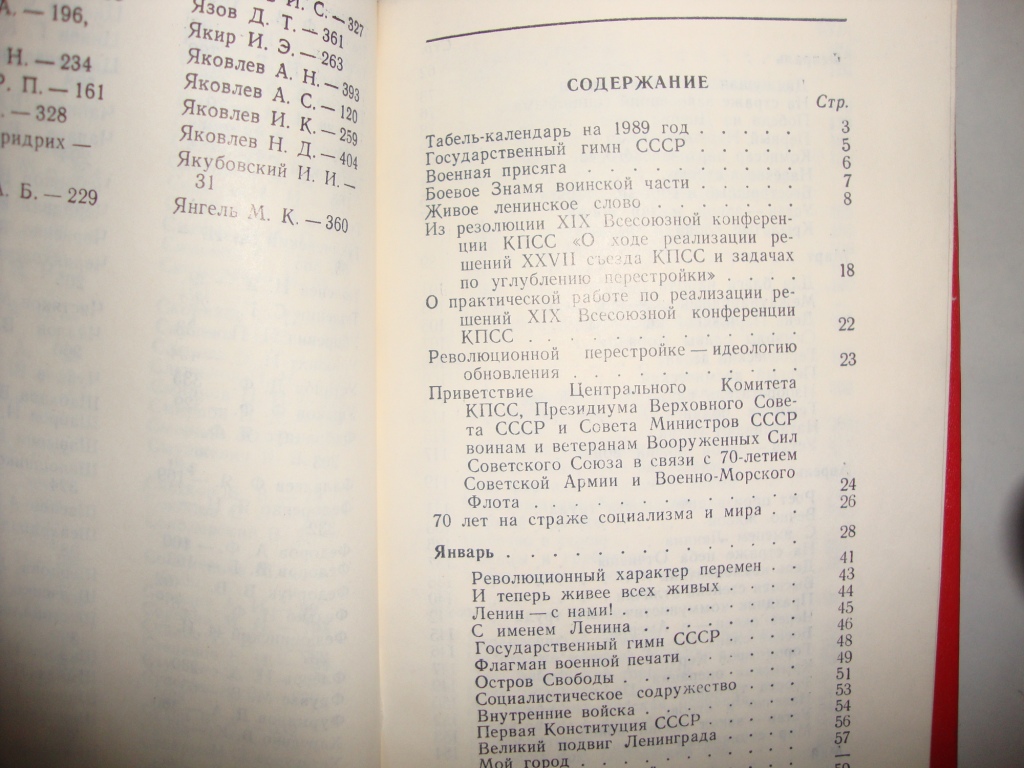 А. — 196,
Н. — 234
Р. П. — 161
. — 328
ридрих —
А. Б. — 229
И. С. — 327
Язов Д. Т. — 361
Якир И. Э. — 263
Яковлев А. Н. — 393
Яковлев А. С. — 120
Яковлев И. К. — 259
Яковлев Н. Д. — 404
Якубовский И. И. —
31
Янгель М. К. — 360
СОДЕРЖАНИЕ
Стр.
Табель-календарь на 1989 год . . . . . 3
Государственный гимн СССР . . . . . 5
Военная присяга . . . . . . . . . 6
Боевое Знамя воинской части . . . . . 7
Живое ленинское слово . . . . . . . 8
Из резолюции XIX Всесоюзной конферен-
ции КПСС «О ходе реализации ре-
шений XXVII съезда КПСС и задачах
по углублению перестройки» . . . . 18
О практической работе по реализации ре-
шений XIX Всесоюзной конференции
КПСС . . . . . . . . . . . 22
Революционной перестройке — идеологию
обновления . . . . . . . . . 23
Приветствие Центрального Комитета
КПСС, Президиума Верховного Сове-
та СССР и Совета Министров СССР
воинам и ветеранам Вооруженных Сил
Советского Союза в связи с 70-летием
Советской Армии и Военно-Морского
Флота . . . . . . . . . . . 24
70 лет на страже социализма и мира . . 26
Январь . . . . . . . . . . . . 28
Революционный характер перемен . . 41
И теперь живее всех живых . . . . 43
Ленин — с нами! . . . . . . . . 44
С именем Ленина . . . . . . . . 45
Государственный гимн СССР . . . . 46
Флагман военной печати . . . . . 48
Остров Свободы . . . . . . . . 49
Социалистическое содружество . . . 51
Внутренние войска . . . . . . . 53
Первая Конституция СССР . . . . . 54
Великий подвиг Ленинграда . . . . 56
Мой город . . . . . . . . . . 57